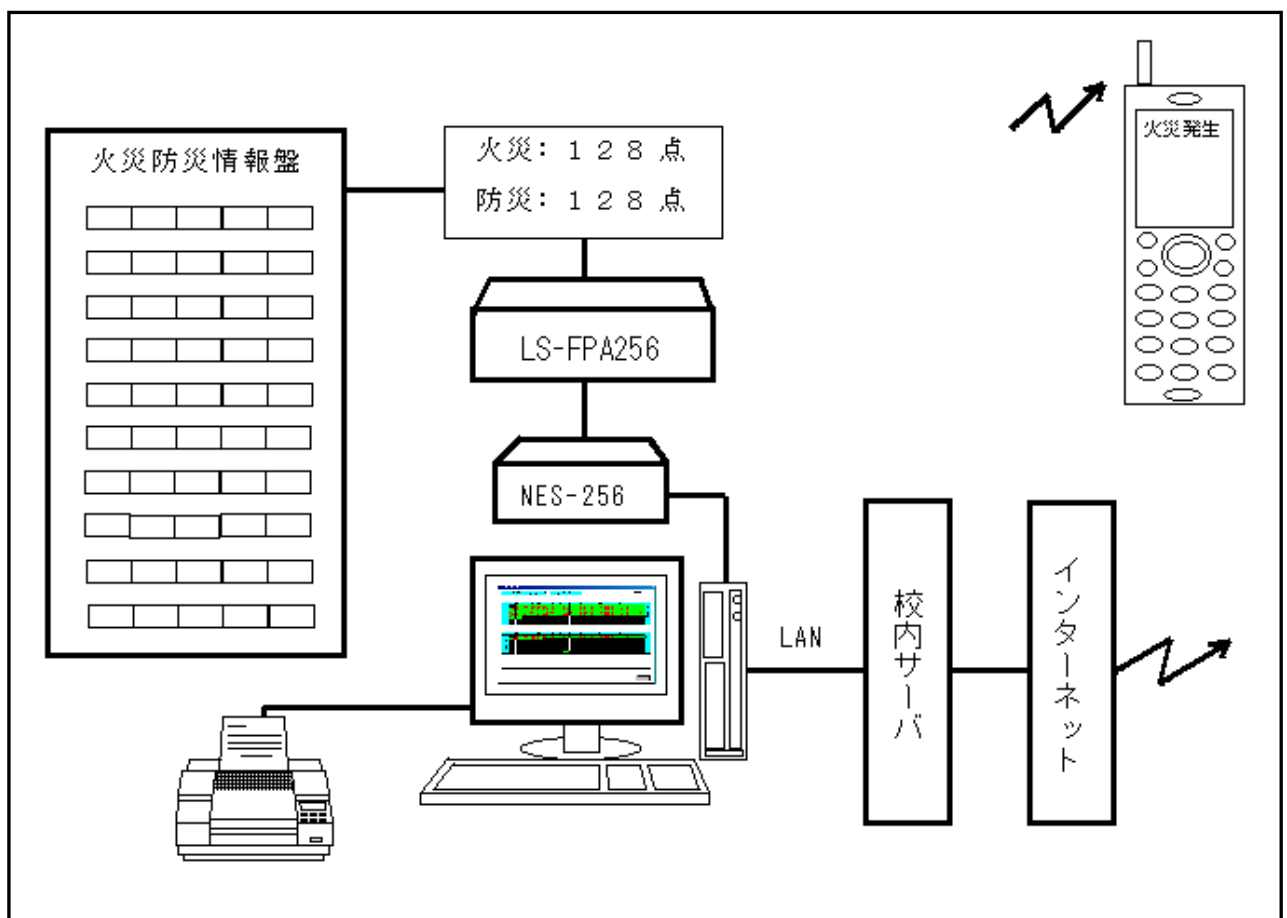 火災防災情報盤
火災：１２８点
防災：１２８点
LS-FPA256
NES-256
LAN
校内サーバ
インターネット
火災発生